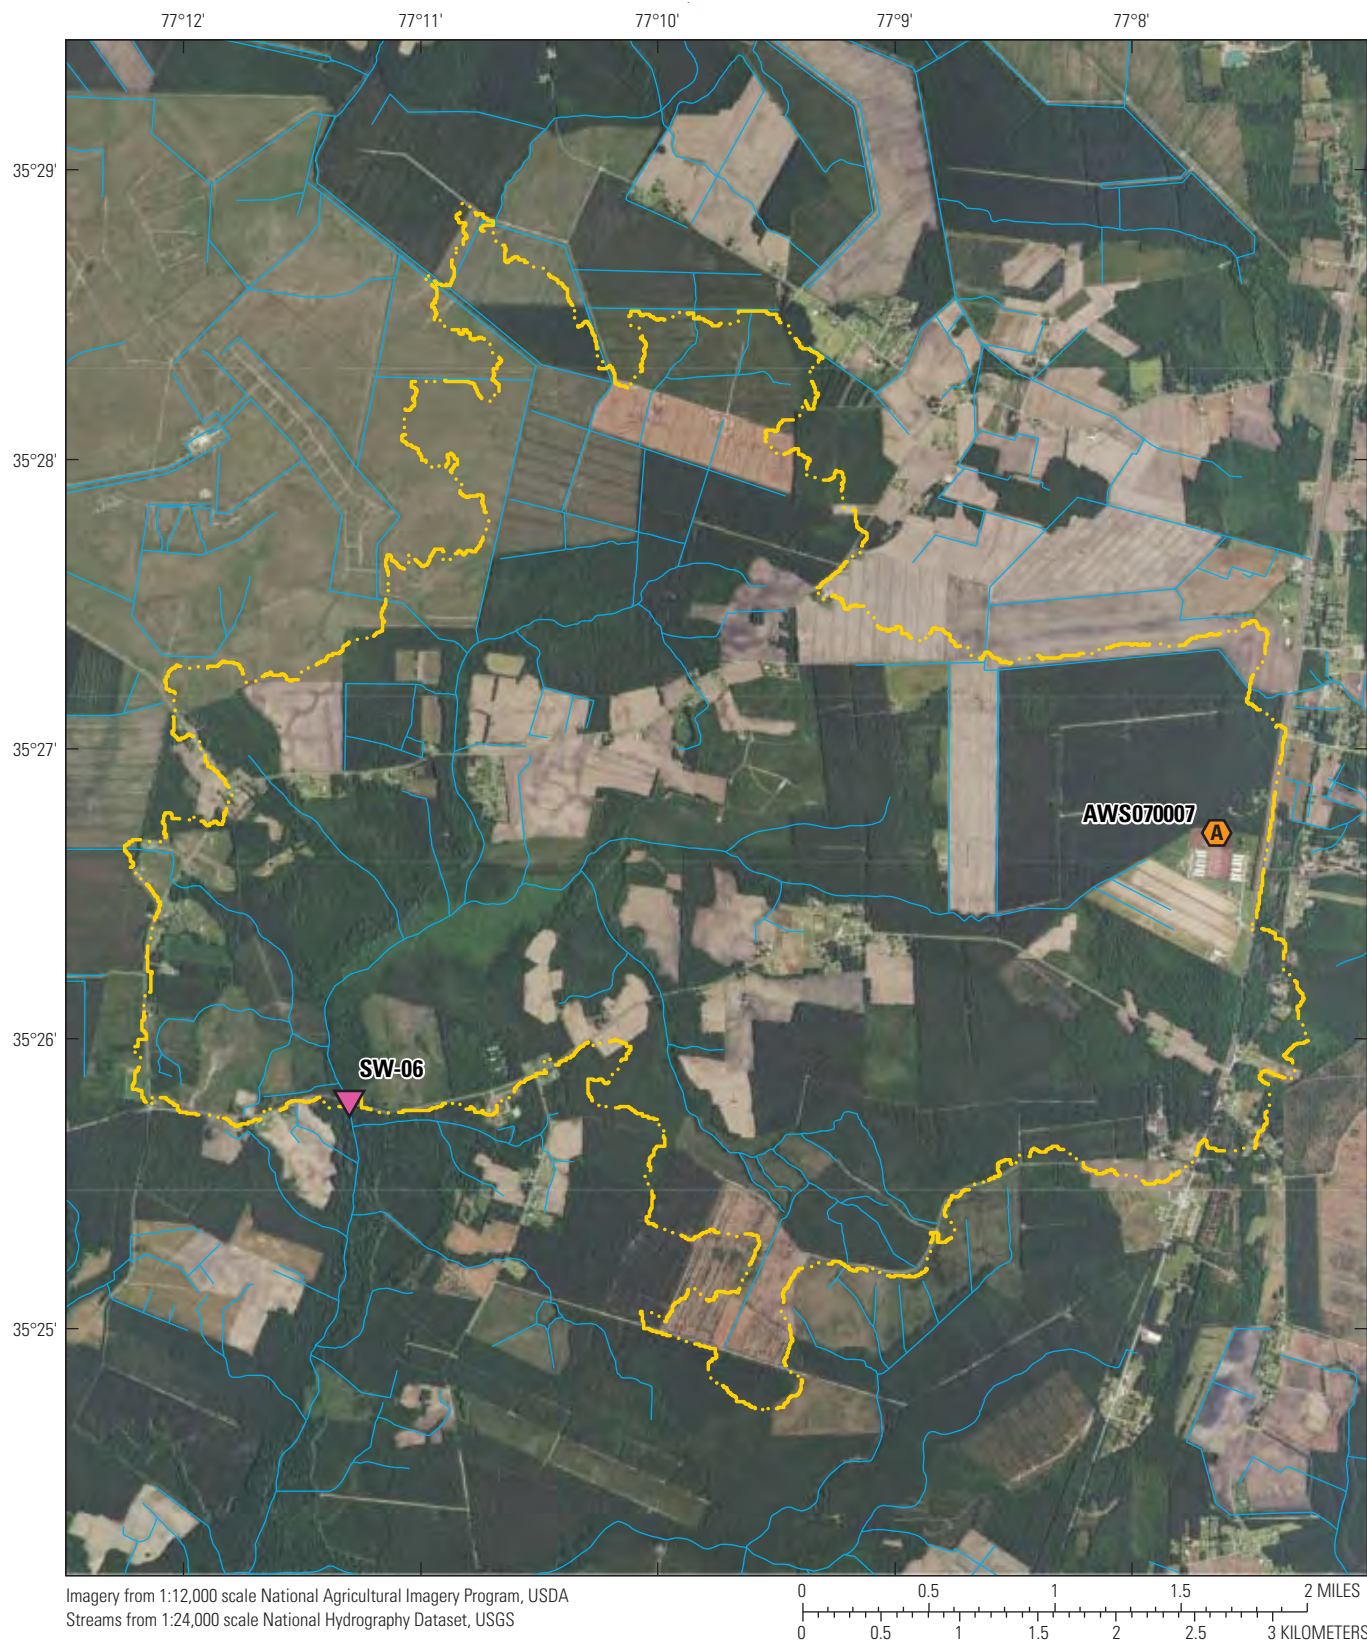 77°12' 77°11' 77°10' 77°9' 77°8'
35°29'
35°28'
35°27'
AWS070007
A
35°26'
SW-06
35°25'
Imagery from 1:12,000 scale National Agricultural Imagery Program, USDA
Streams from 1:24,000 scale National Hydrography Dataset, USGS
0 0.5 1 1.5 2 MILES
0 0.5 1 1.5 2 2.5 3 KILOMETERS